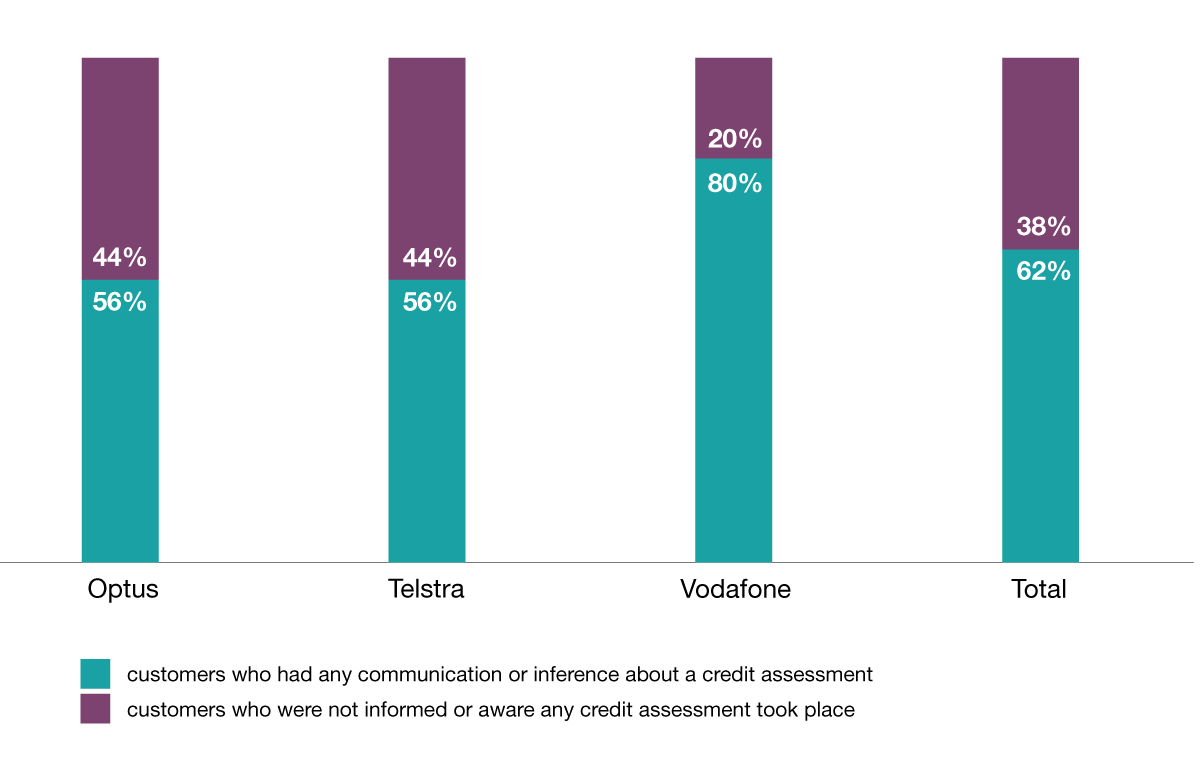 20%
80%
38%
62%
44%
56%
44%
56%
Optus
Telstra
Vodafone
Total
customers who had any communication or inference about a credit assessment
customers who were not informed or aware any credit assessment took place